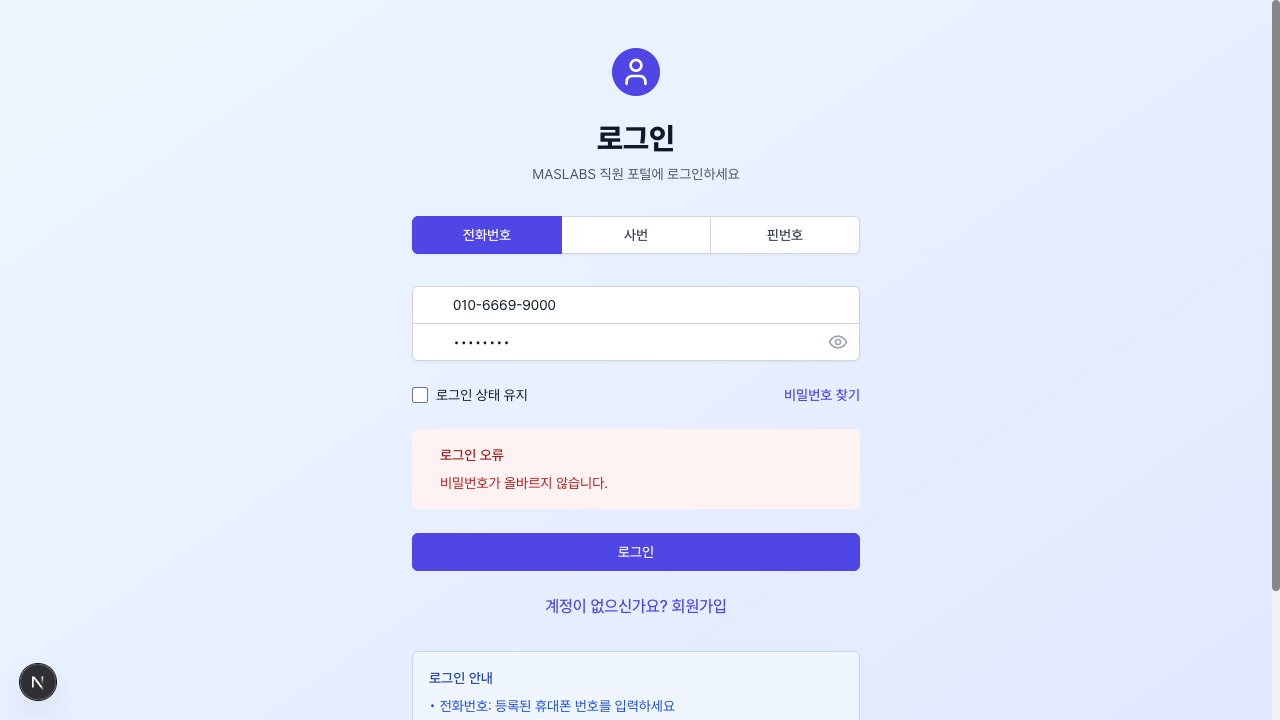 로그인
MASLABS 직원 포털에 로그인하세요
전화번호 사번 핀번호
010-6669-9000
••••••••
로그인 상태 유지 비밀번호 찾기
로그인 오류
비밀번호가 올바르지 않습니다.
로그인
계정이 없으신가요? 회원가입
로그인 안내
• 전화번호: 등록된 휴대폰 번호를 입력하세요
N